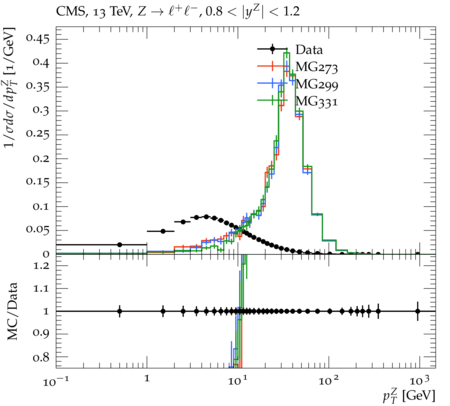 CMS, 13 TeV, Z → ℓ⁺ℓ⁻, 0.8 < |y^Z| < 1.2
1/σdσ/dp_T^Z [1/GeV]
0.45
0.4
0.35
0.3
0.25
0.2
0.15
0.1
0.05
0
Data
MG273
MG299
MG331
MC/Data
1.2
1.1
1
0.9
0.8
10⁻¹
1
10¹
10²
10³
p_T^Z [GeV]